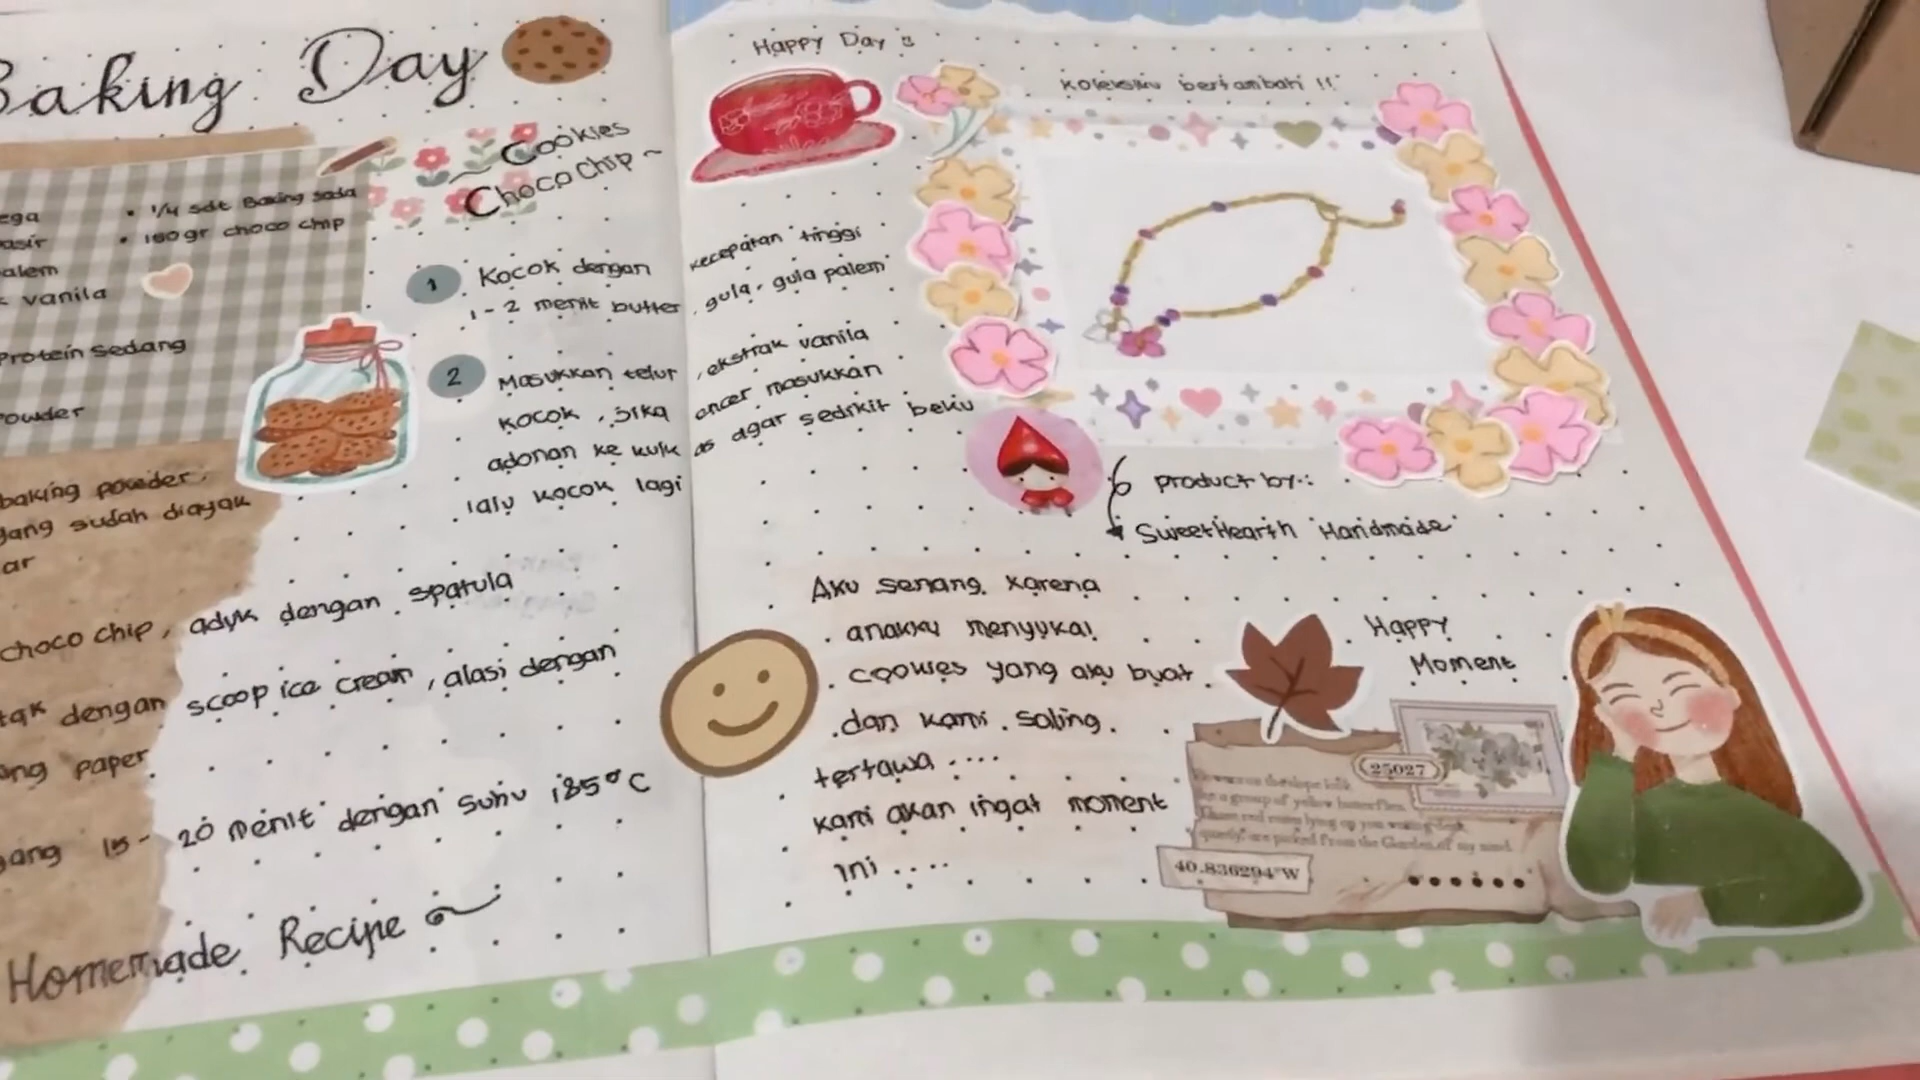 Baking Day
Cookies
Choco Chip ~
• 1/4 sdt Baking soda
• 150 gr choco chip
vanila
Protein sedang
Powder
baking powder,
yang sudah diayak
1 Kocok dengan kecepatan tinggi
1-2 menit butter, gula, gula palem
2 Masukkan telur, ekstrak vanila
kocok, jika masukkan
adonan ke agar sedikit beku
lalu kocok lagi
choco chip, aduk dengan spatula
dengan scoop ice cream, alasi dengan
paper
15 - 20 menit dengan suhu 185°C
Homemade Recipe
Happy Day
Koleksiku bertambah !!
product by :
SweetHearth Handmade
Aku senang karena
anakku menyukai
cookies yang aku buat
dan kami saling
tertawa ....
kami akan ingat moment
ini ....
Happy
Moment
25027
40.836294°W